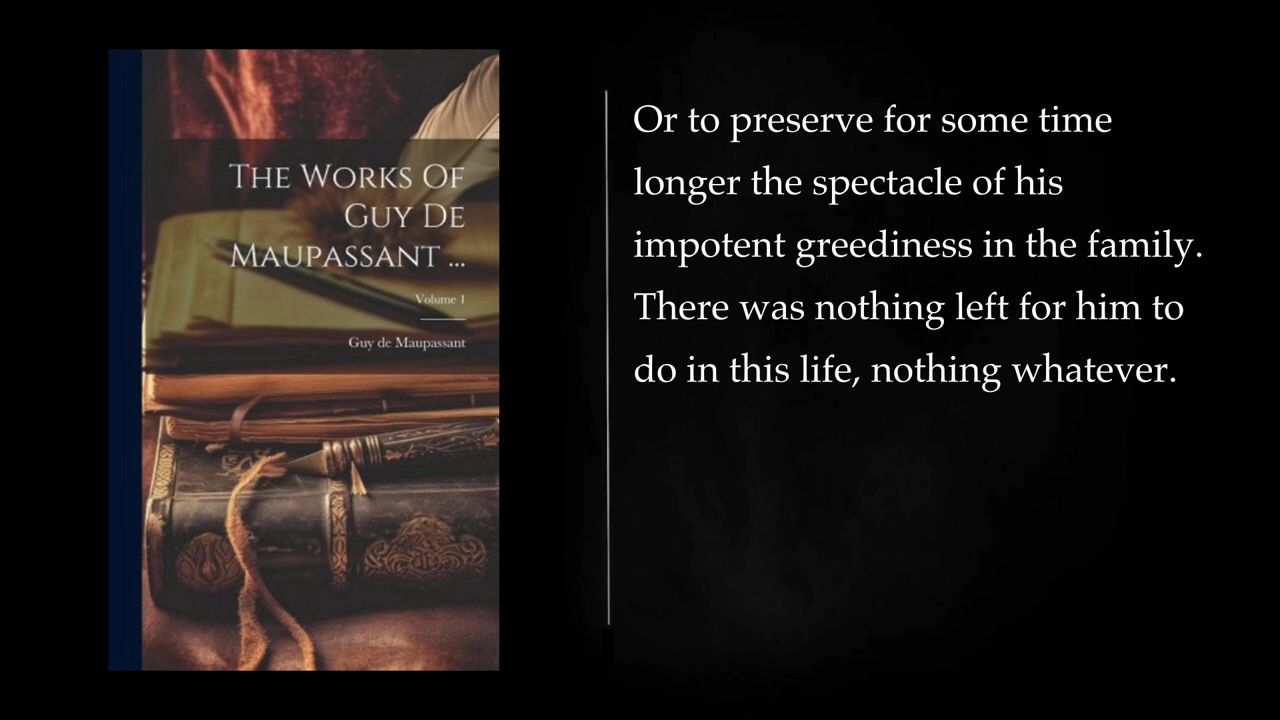 The Works Of
Guy De
Maupassant ...
Volume 1
Guy de Maupassant
Or to preserve for some time
longer the spectacle of his
impotent greediness in the family.
There was nothing left for him to
do in this life, nothing whatever.